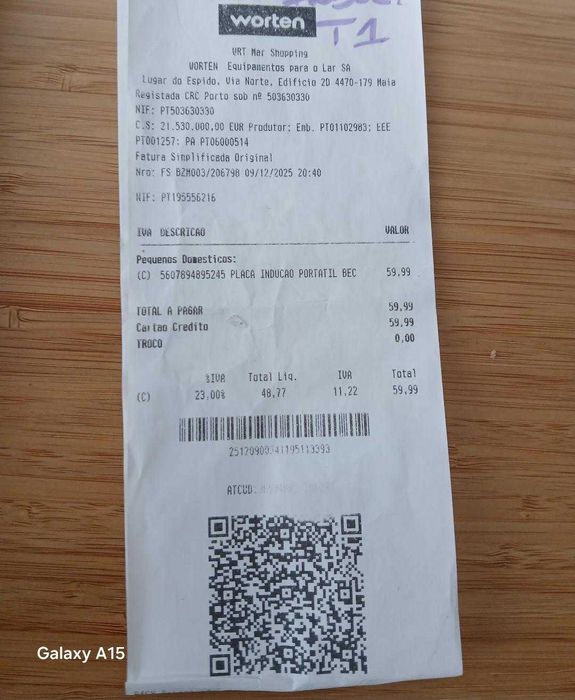 worten
T1
WRT Mar Shopping
WORTEN Equipamentos para o Lar SA
Lugar do Espido, Via Norte, Edificio 2D 4470-179 Maia
Registada CRC Porto sob nº 503630330
NIF: PT503630330
C.S: 21.530.000,00 EUR Produtor: Emb. PT01102983; EEE
PT001257: PA PT06000514
Fatura Simplificada Original
Nro: FS BZM003/206798 09/12/2025 20:40
NIF: PT195556216
IVA DESCRICAO VALOR
Pequenos Domesticos:
(C) 5607894895245 PLACA INDUCAO PORTATIL BEC 59,99
TOTAL A PAGAR 59,99
Cartao Credito 59,99
TROCO 0,00
%IVA Total Liq. IVA Total
(C) 23,00% 48,77 11,22 59,99
ATCUD:
Galaxy A15